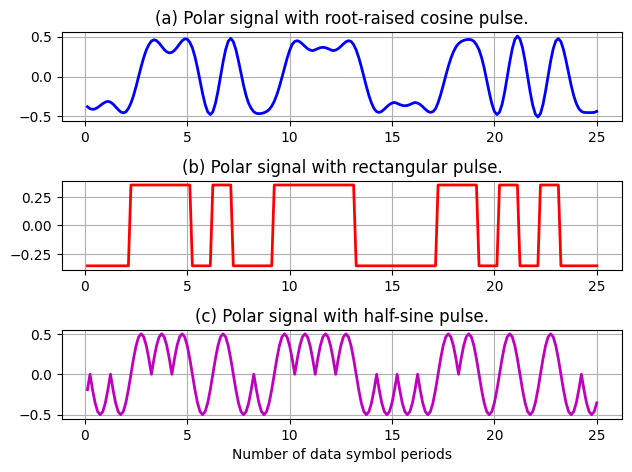 (a) Polar signal with root-raised cosine pulse.
0.5
0.0
−0.5
0 5 10 15 20 25
(b) Polar signal with rectangular pulse.
0.25
0.00
−0.25
0 5 10 15 20 25
(c) Polar signal with half-sine pulse.
0.5
0.0
−0.5
0 5 10 15 20 25
Number of data symbol periods